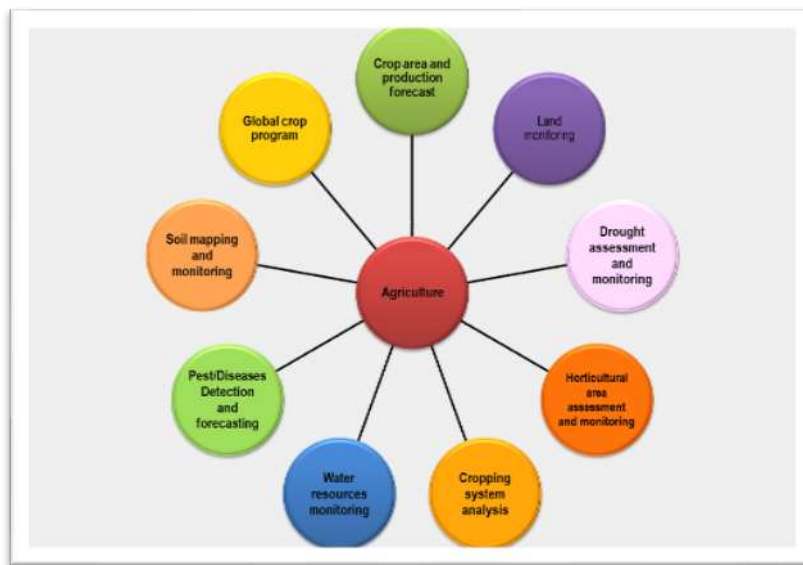 Crop area and
production
forecast
Land
monitoring
Drought
assessment
and
monitoring
Horticultural
area
assessment
and monitoring
Cropping
system
analysis
Water
resources
monitoring
Pest/Diseases
Detection
and
forecasting
Soil mapping
and
monitoring
Global crop
program
Agriculture